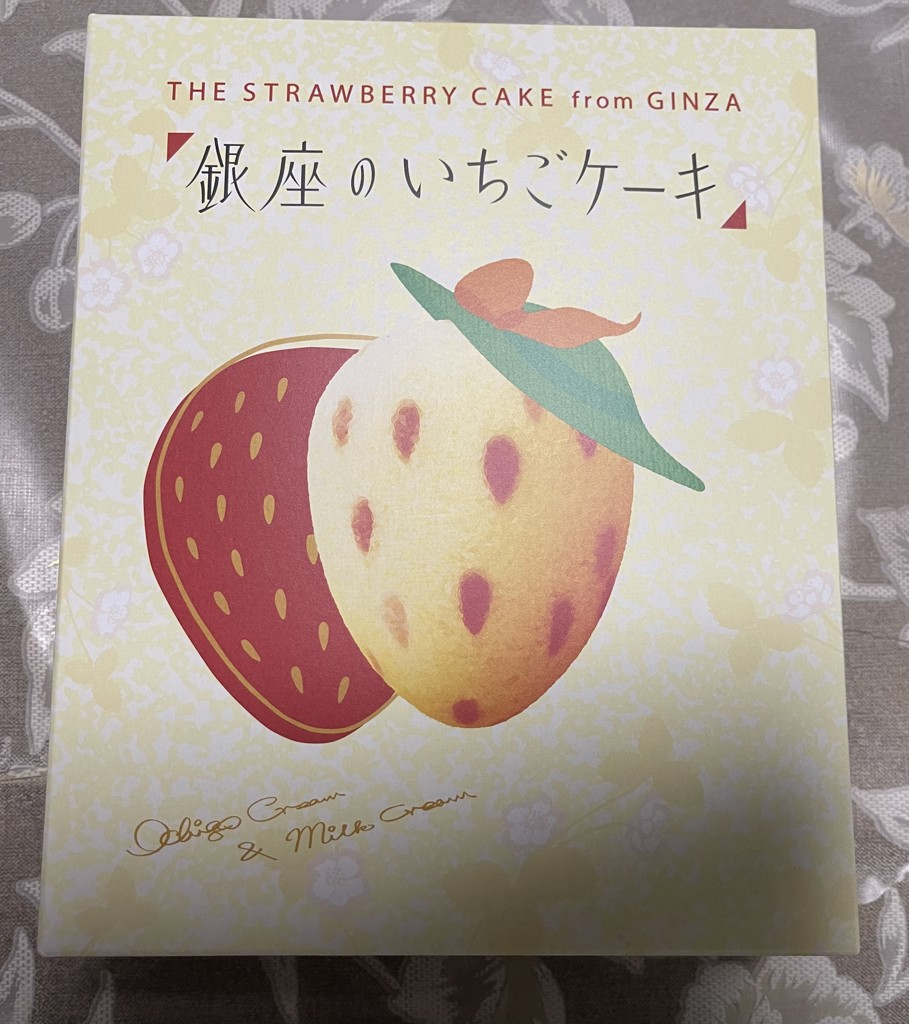 THE STRAWBERRY CAKE from GINZA
「銀座のいちごケーキ」
Ichigo Cream
& Milk Cream